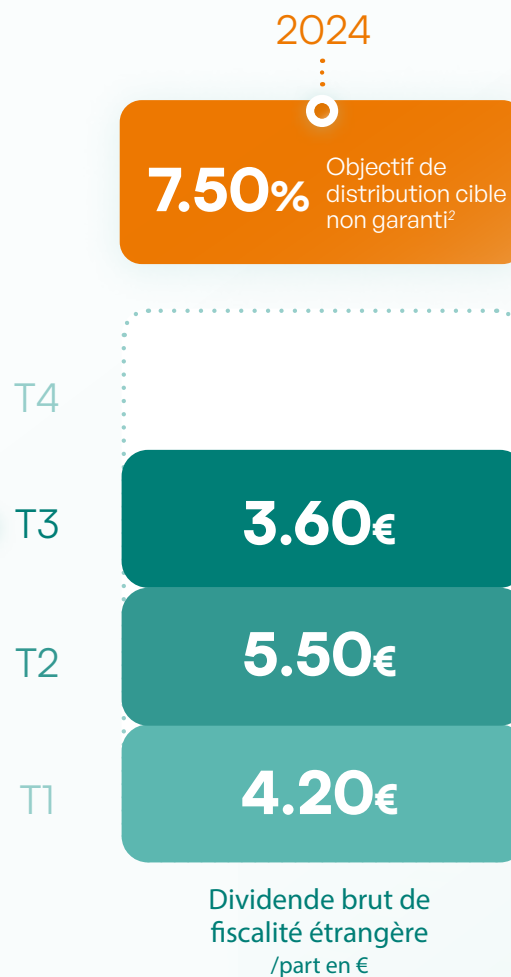 2024
7.50% Objectif de
distribution cible
non garanti²
T4
T3 3.60€
T2 5.50€
T1 4.20€
Dividende brut de
fiscalité étrangère
/part en €